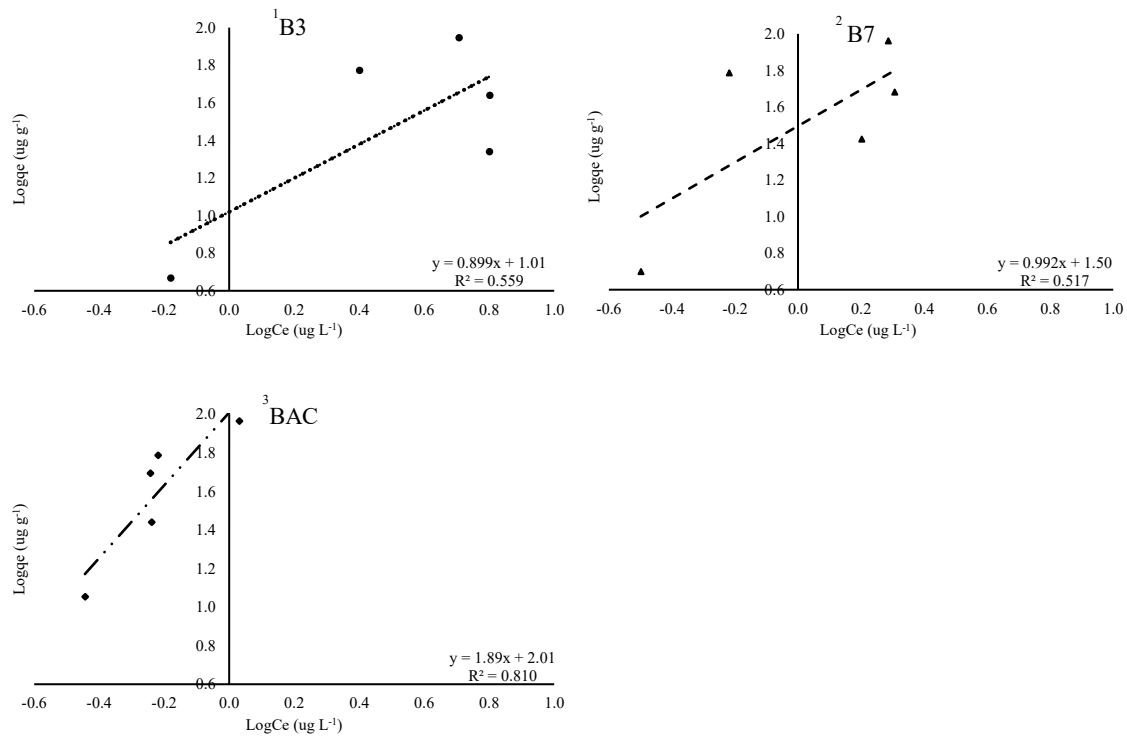 ¹B3
2.0
1.8
1.6
1.4
1.2
1.0
0.8
0.6
Logqe (ug g⁻¹)
y = 0.899x + 1.01
R² = 0.559
-0.6 -0.4 -0.2 0.0 0.2 0.4 0.6 0.8 1.0
LogCe (ug L⁻¹)
² B7
2.0
1.8
1.6
1.4
1.2
1.0
0.8
0.6
Logqe (ug g⁻¹)
y = 0.992x + 1.50
R² = 0.517
-0.6 -0.4 -0.2 0.0 0.2 0.4 0.6 0.8 1.0
LogCe (ug L⁻¹)
³BAC
2.0
1.8
1.6
1.4
1.2
1.0
0.8
0.6
Logqe (ug g⁻¹)
y = 1.89x + 2.01
R² = 0.810
-0.6 -0.4 -0.2 0.0 0.2 0.4 0.6 0.8 1.0
LogCe (ug L⁻¹)